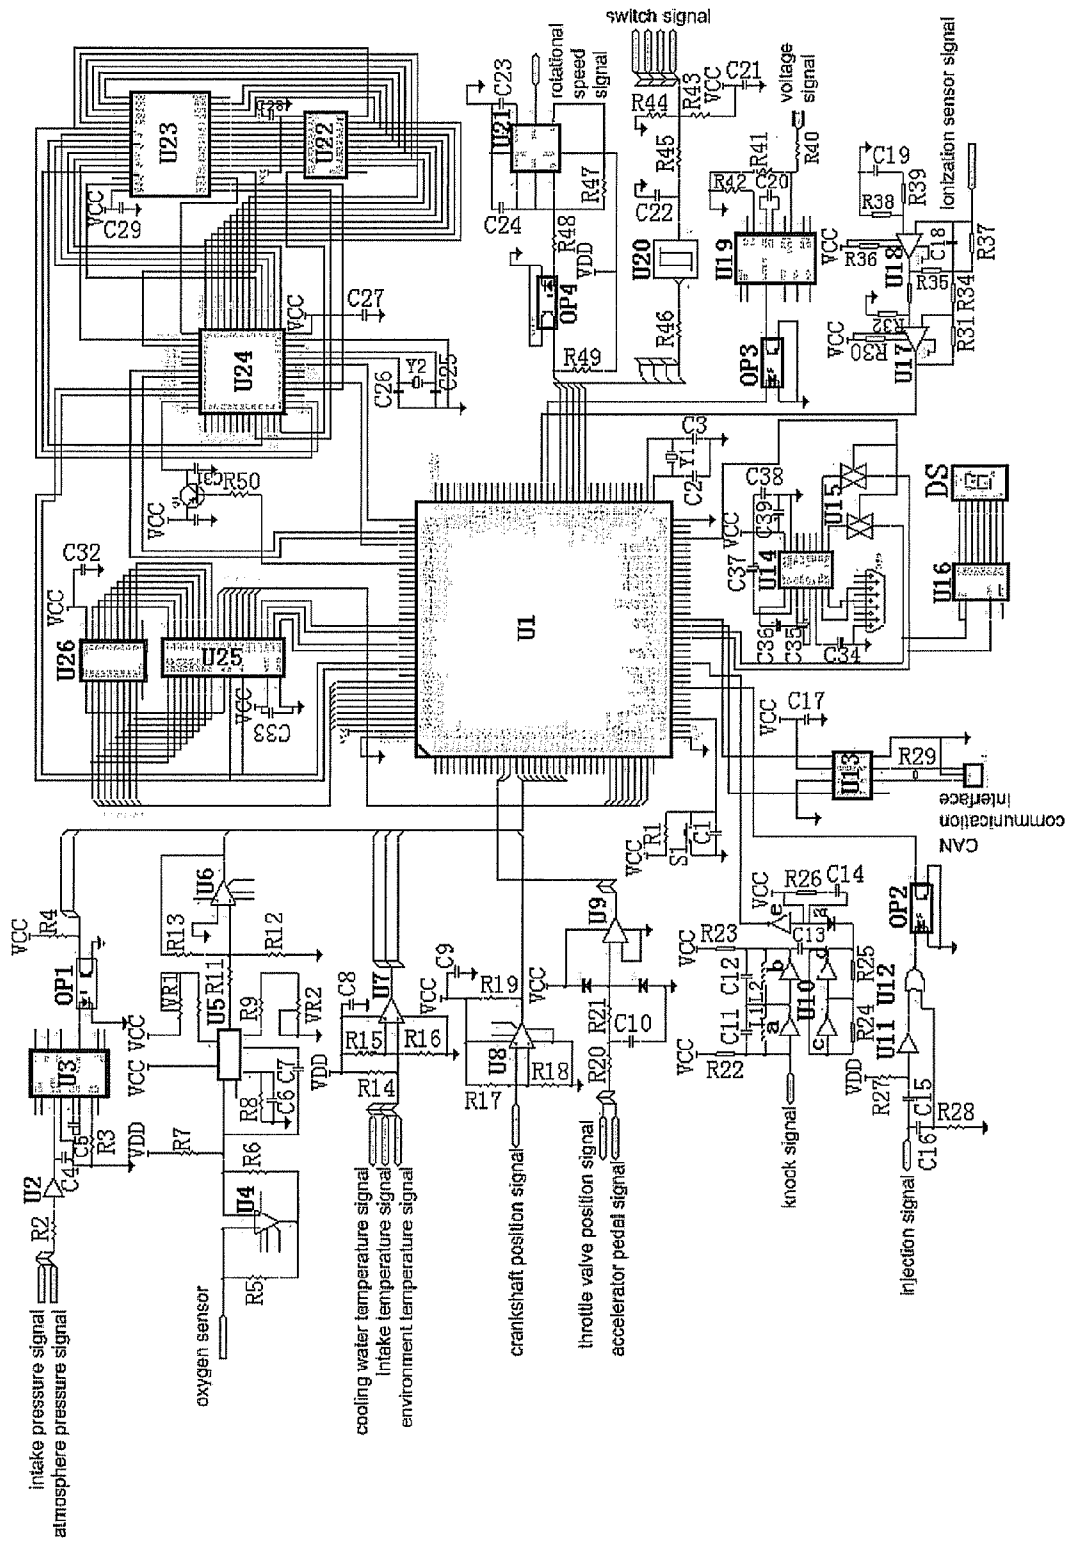 intake pressure signal
atmosphere pressure signal
oxygen sensor
cooling water temperature signal
Intake temperature signal
environment temperature signal
crankshaft position signal
throttle valve position signal
accelerator pedal signal
knock signal
injection signal
R2
U2
C4
C5
R3
VDD
U3
VCC
OP1
R4
VCC
R5
U4
R6
R7
R8
C6
C7
VCC
U5
VR1
R9
VR2
R11
R13
R12
U6
VDD
R14
R15
R16
C8
U7
R17
R18
U8
R19
VCC
C9
R20
R21
C10
VCC
U9
VCC
R22
C11
L2
C12
R23
VCC
a
b
c
d
e
U10
C13
R24
R25
R26
C14
VCC
VDD
R27
C15
C16
R28
U11
U12
OP2
VCC
R1
S1
C1
U1
U13
VCC
C17
R29
CAN
communication
interface
U14
VCC
C34
C35
C36
C37
C38
C39
U15
U16
DS
C2
Y1
C3
U26
VCC
C32
U25
VCC
C33
VCC
R50
U24
VCC
C27
C26
Y2
C25
U23
VCC
C29
U22
C28
U21
C23
C24
rotational
speed
signal
R47
R48
VDD
OP4
R49
switch signal
R44
R43
VCC
C21
R45
C22
U20
R46
voltage
signal
R40
R41
R42
C20
U19
OP3
ionization sensor signal
C19
R39
R38
VCC
R36
U18
C18
R35
R37
R34
R32
VCC
R30
U17
R31